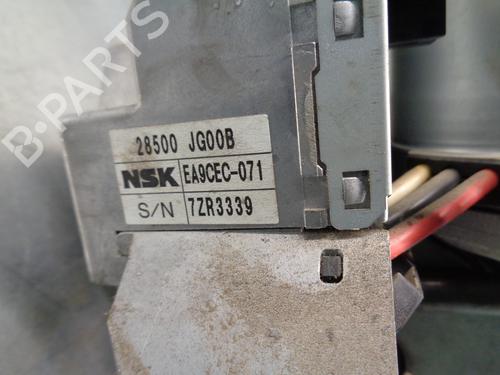 B-PARTS
28500 JG00B
NSK EA9CEC-071
S/N 7ZR3339